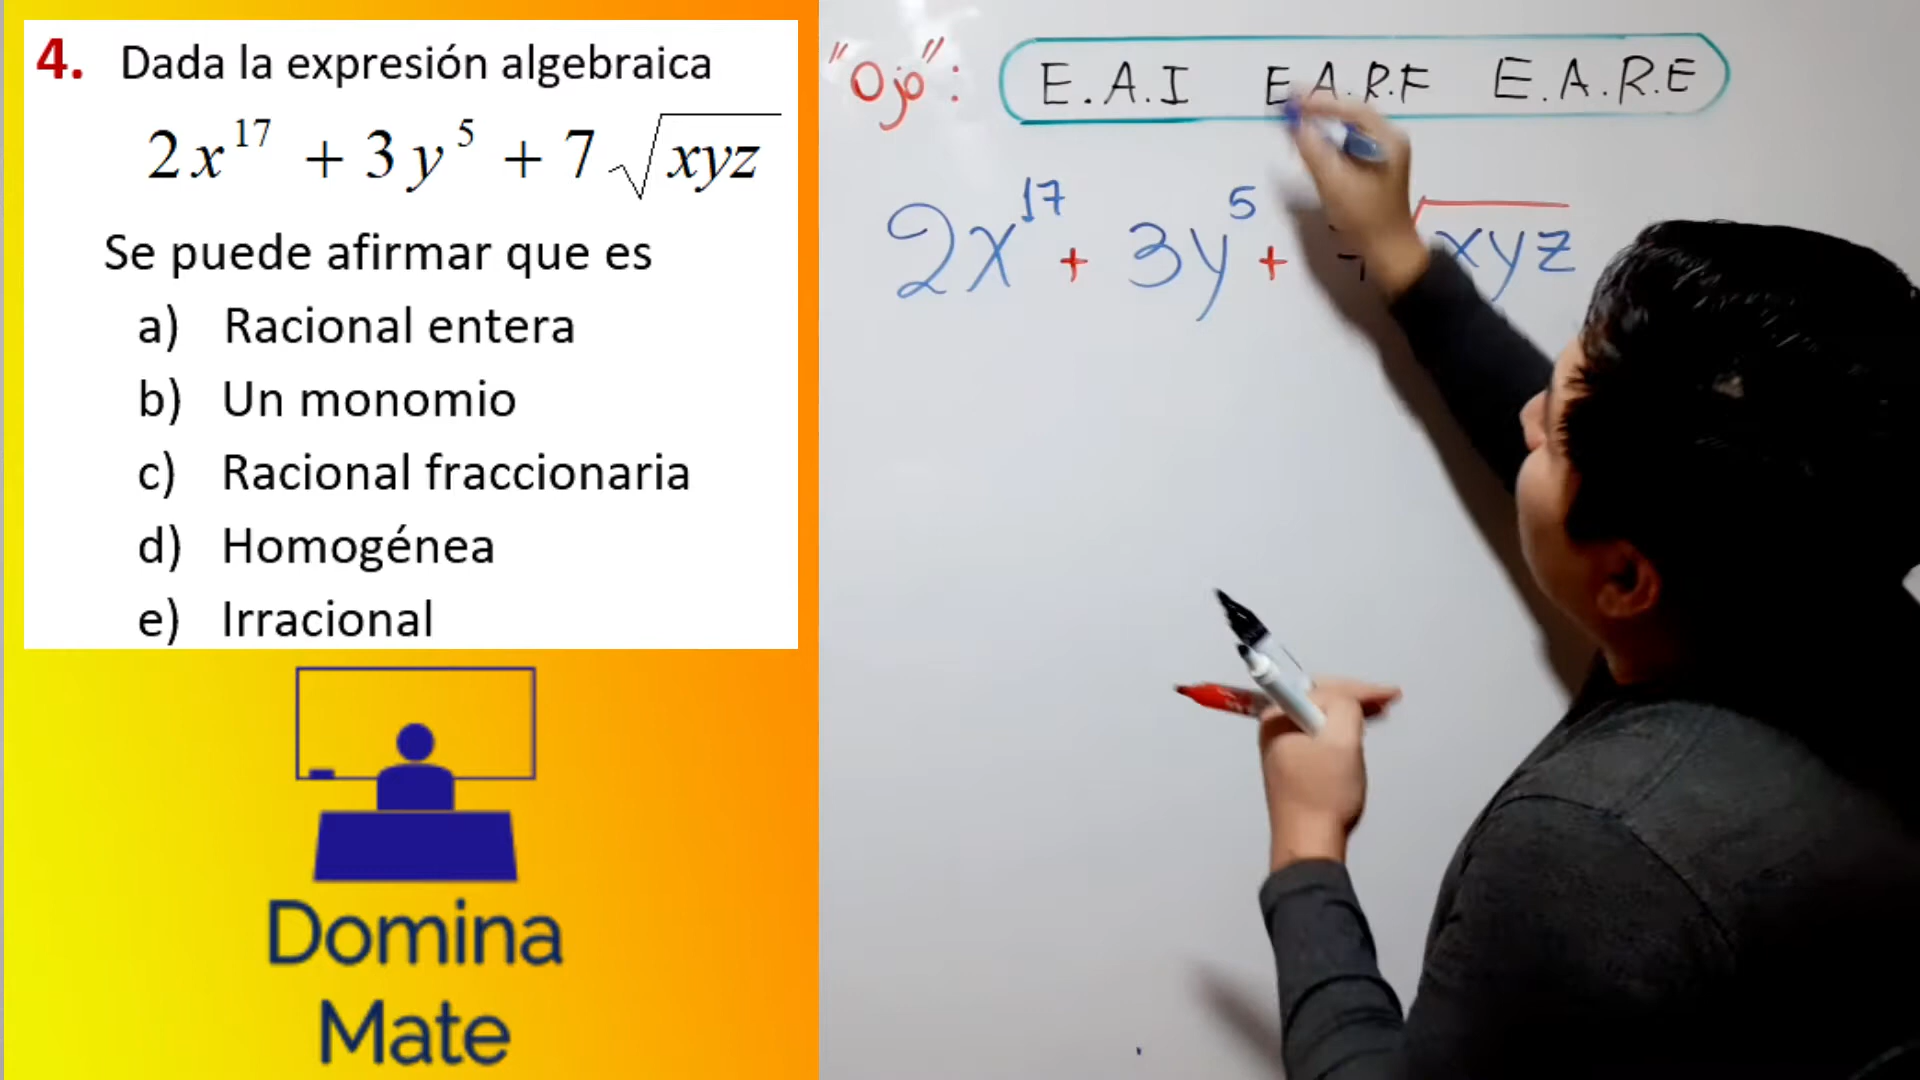 4. Dada la expresión algebraica
2x^17 + 3y^5 + 7√xyz
Se puede afirmar que es
a) Racional entera
b) Un monomio
c) Racional fraccionaria
d) Homogénea
e) Irracional
Domina
Mate
"Ojo": E.A.I E.A.R.F E.A.R.E
2x^17 + 3y^5 + 7√xyz